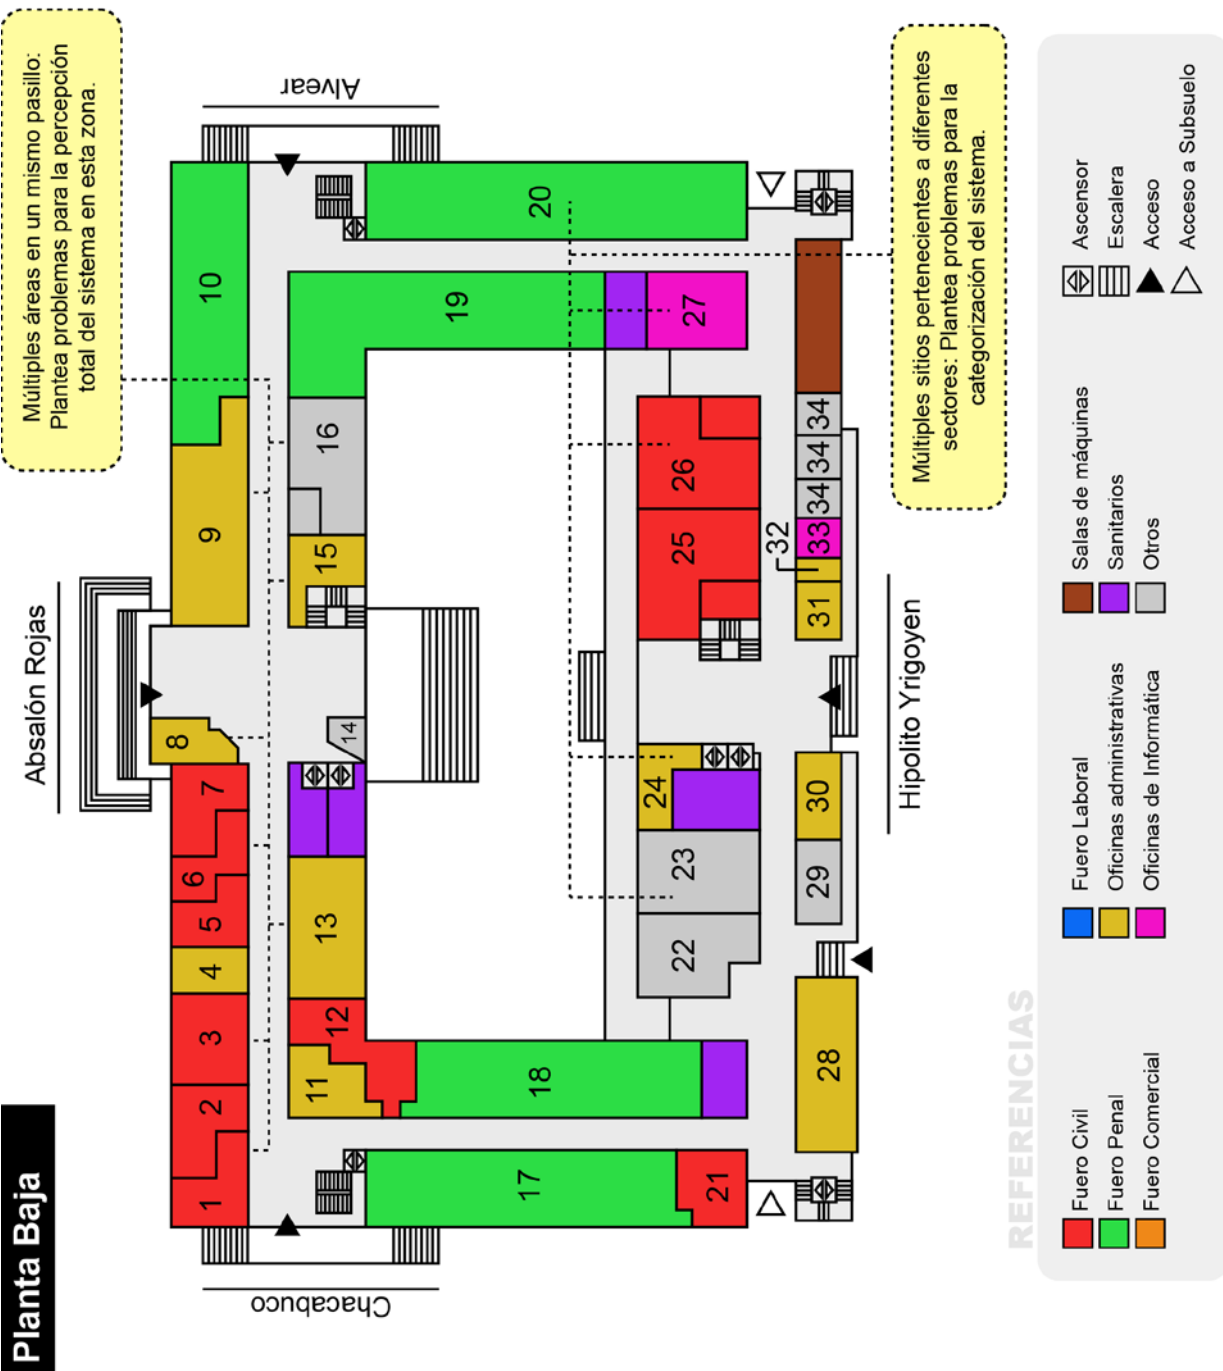 Planta Baja
Múltiples áreas en un mismo pasillo:
Plantea problemas para la percepción
total del sistema en esta zona.
Absalón Rojas
Chacabuco
Alvear
Hipolito Yrigoyen
1
2
3
4
5
6
7
8
9
10
11
12
13
14
15
16
17
18
19
20
21
22
23
24
25
26
27
28
29
30
31
32
33
34
34
34
Múltiples sitios pertenecientes a diferentes
sectores: Plantea problemas para la
categorización del sistema.
REFERENCIAS
Fuero Civil
Fuero Penal
Fuero Comercial
Fuero Laboral
Oficinas administrativas
Oficinas de Informática
Salas de máquinas
Sanitarios
Otros
Ascensor
Escalera
Acceso
Acceso a Subsuelo